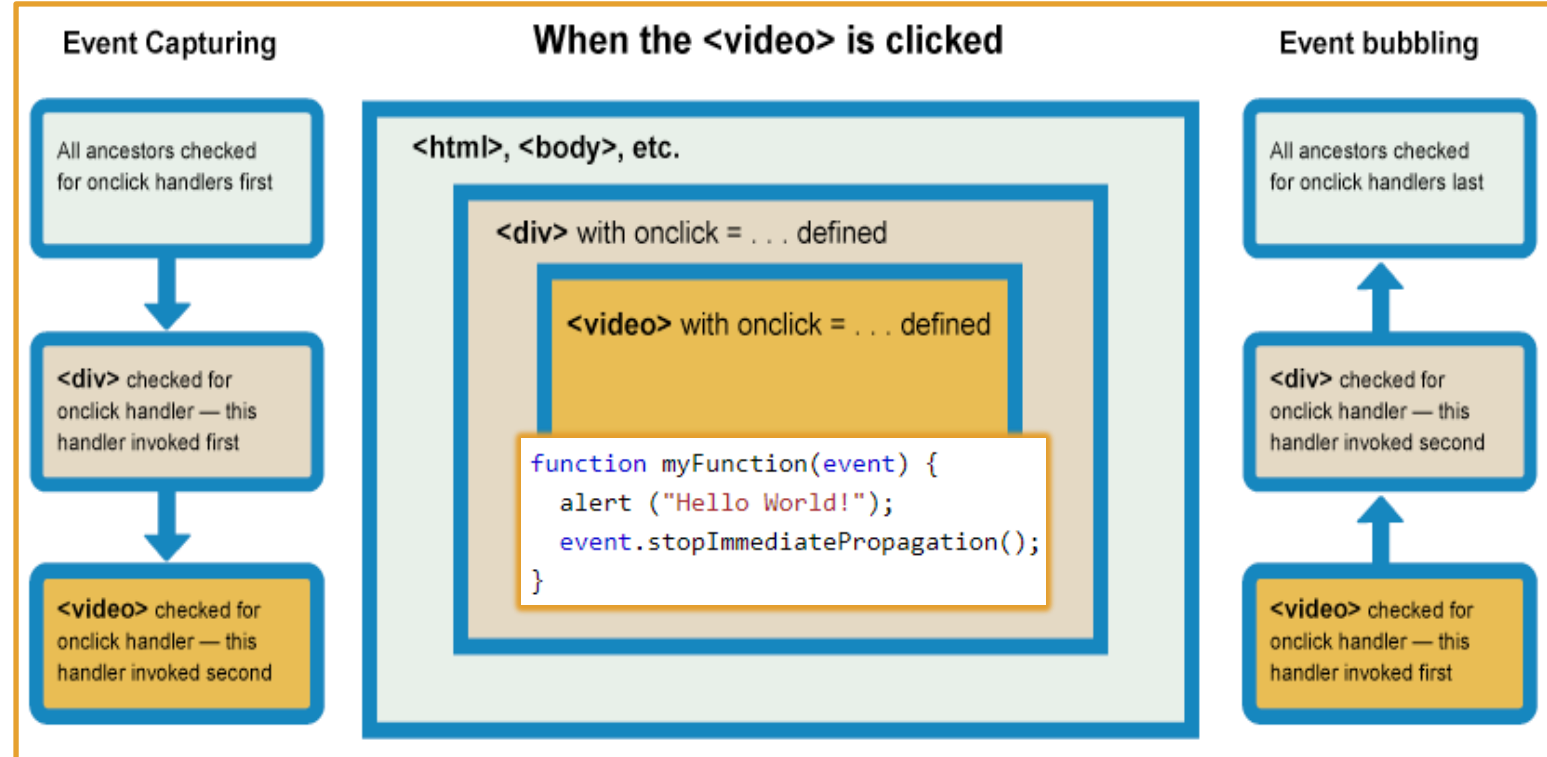 Event Capturing
When the <video> is clicked
Event bubbling
All ancestors checked
for onclick handlers first
<div> checked for
onclick handler — this
handler invoked first
<video> checked for
onclick handler — this
handler invoked second
<html>, <body>, etc.
<div> with onclick = . . . defined
<video> with onclick = . . . defined
function myFunction(event) {
  alert ("Hello World!");
  event.stopImmediatePropagation();
}
All ancestors checked
for onclick handlers last
<div> checked for
onclick handler — this
handler invoked second
<video> checked for
onclick handler — this
handler invoked first